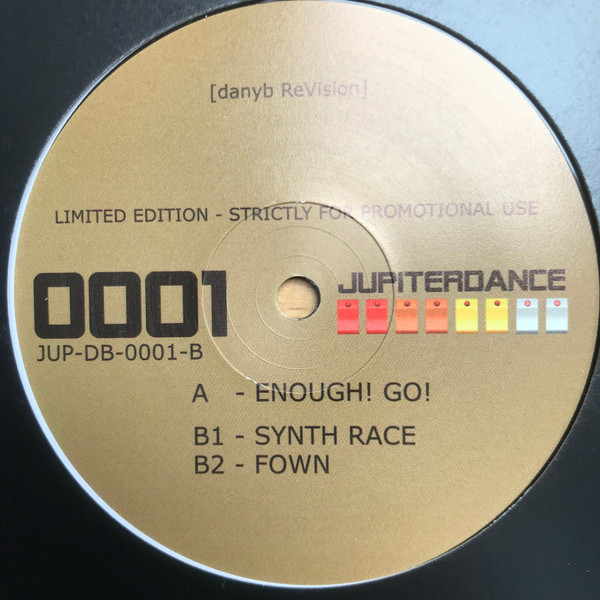 [danyb ReVision]
LIMITED EDITION - STRICTLY FOR PROMOTIONAL USE
0001
JUPITERDANCE
JUP-DB-0001-B
A - ENOUGH! GO!
B1 - SYNTH RACE
B2 - FOWN